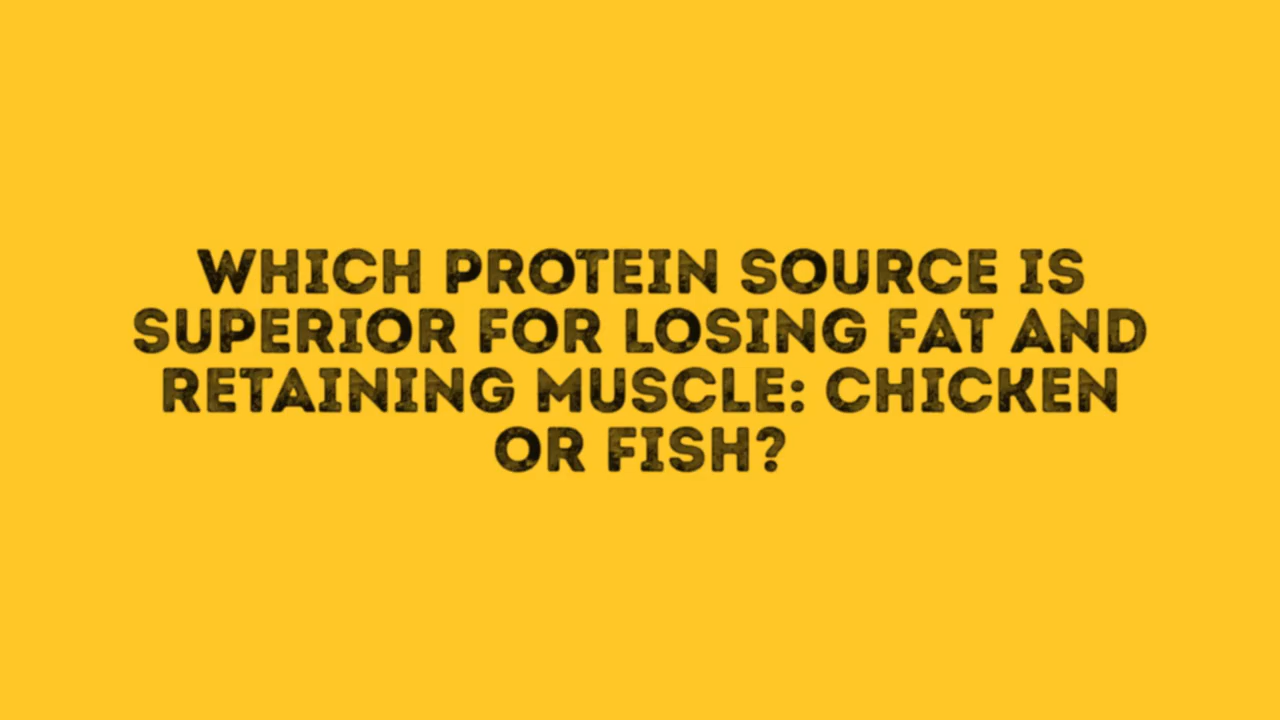 WHICH PROTEIN SOURCE IS
SUPERIOR FOR LOSING FAT AND
RETAINING MUSCLE: CHICKEN
OR FISH?